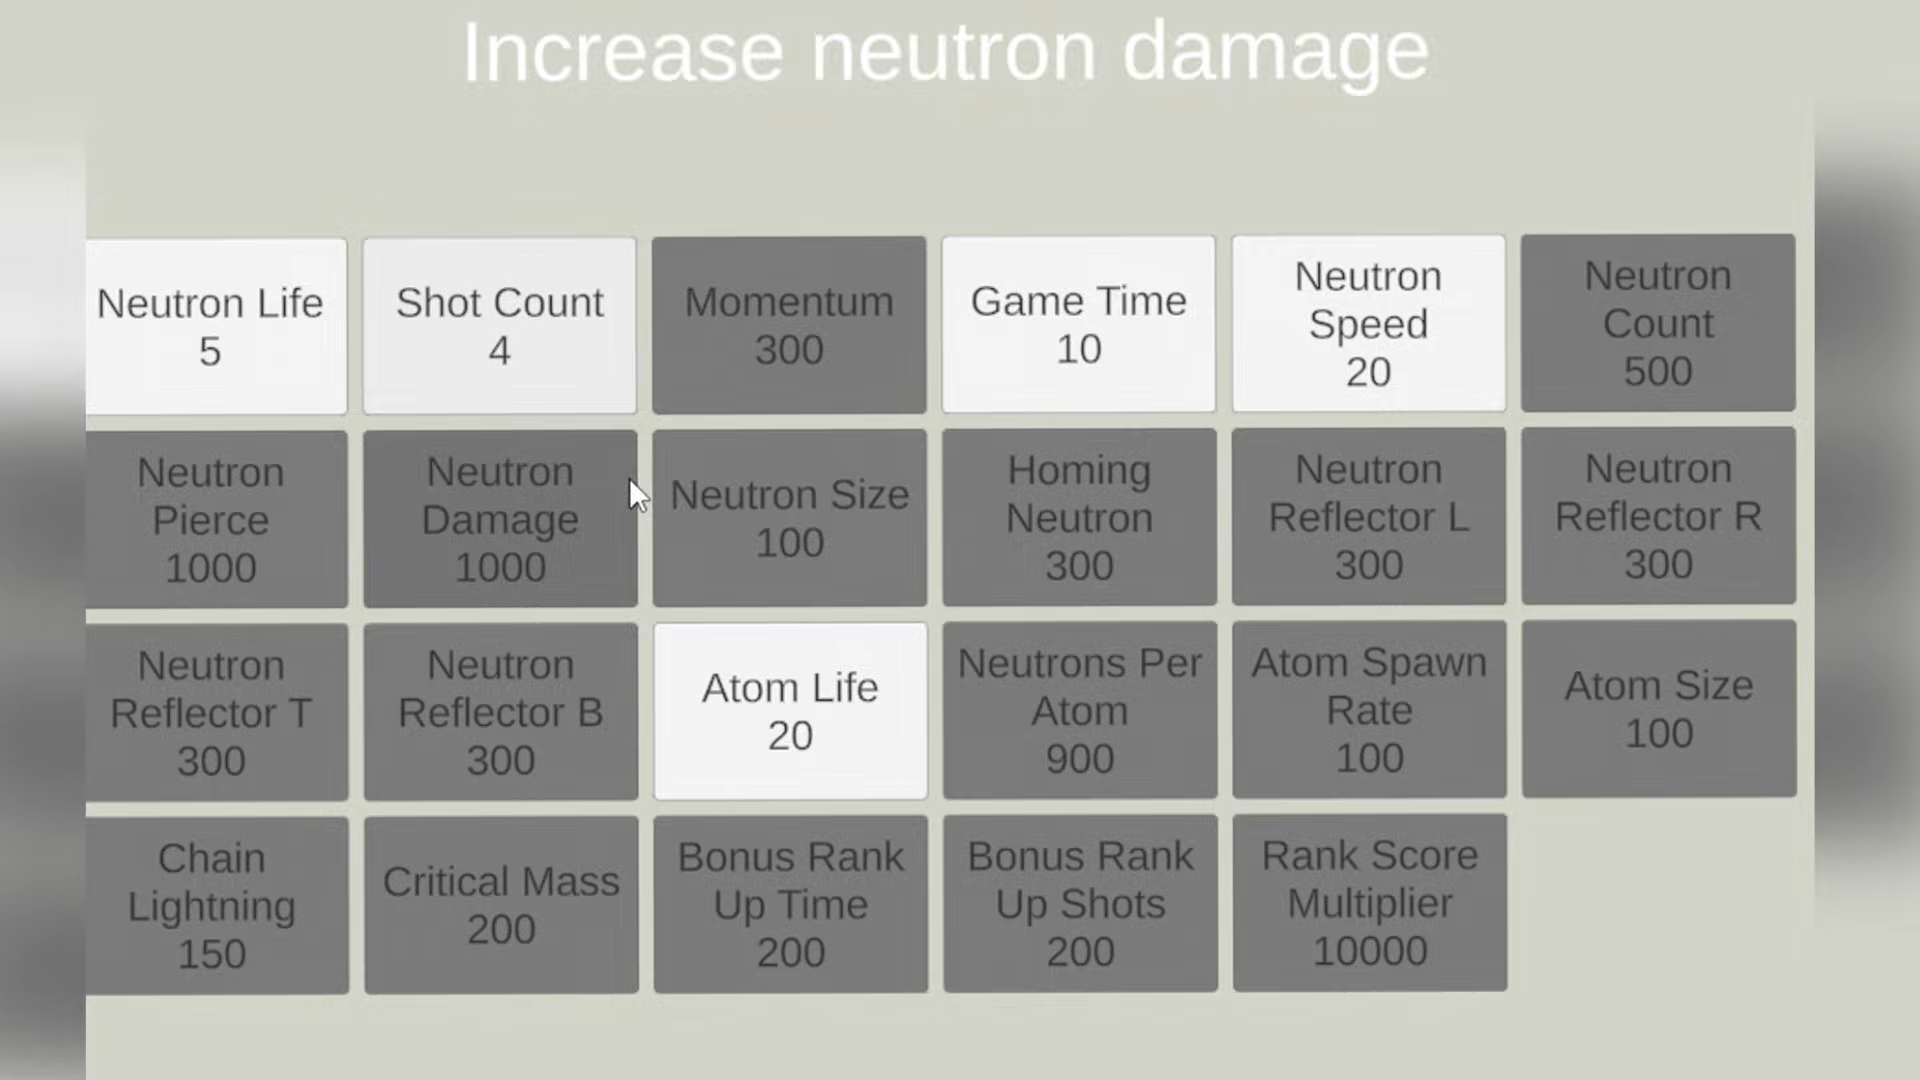 Increase neutron damage
Neutron Life
5
Shot Count
4
Momentum
300
Game Time
10
Neutron
Speed
20
Neutron
Count
500
Neutron
Pierce
1000
Neutron
Damage
1000
Neutron Size
100
Homing
Neutron
300
Neutron
Reflector L
300
Neutron
Reflector R
300
Neutron
Reflector T
300
Neutron
Reflector B
300
Atom Life
20
Neutrons Per
Atom
900
Atom Spawn
Rate
100
Atom Size
100
Chain
Lightning
150
Critical Mass
200
Bonus Rank
Up Time
200
Bonus Rank
Up Shots
200
Rank Score
Multiplier
10000